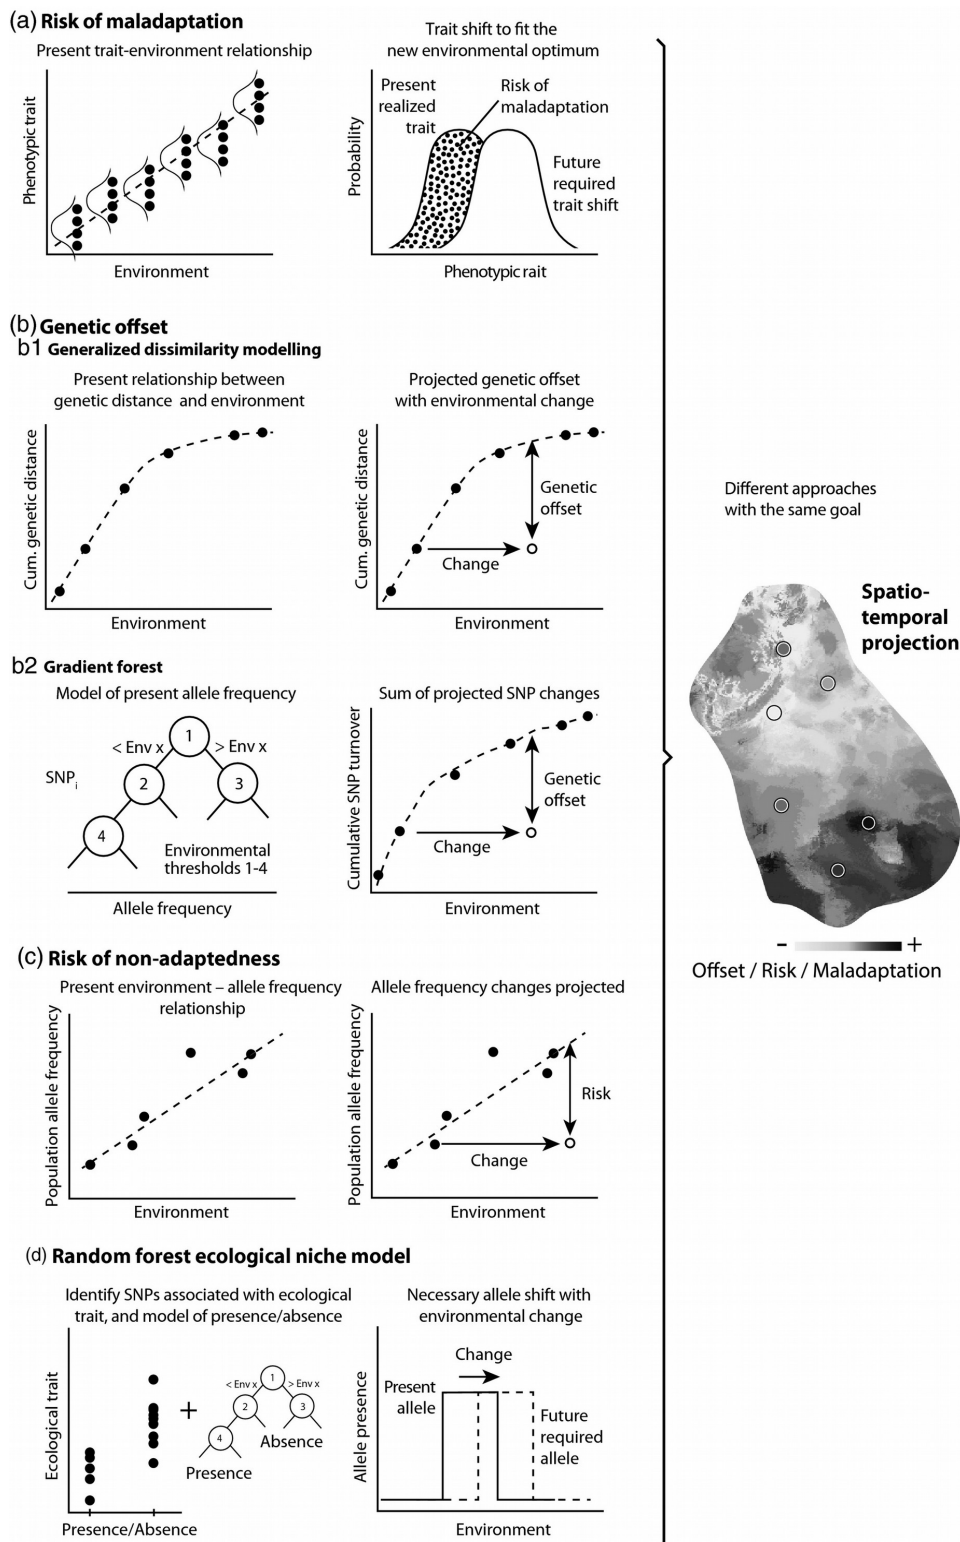 (a) Risk of maladaptation
Present trait-environment relationship
Phenotypic trait
Environment
Trait shift to fit the
new environmental optimum
Present
realized
trait
Risk of
maladaptation
Future
required
trait shift
Probability
Phenotypic rait
(b) Genetic offset
b1 Generalized dissimilarity modelling
Present relationship between
genetic distance and environment
Cum. genetic distance
Environment
Projected genetic offset
with environmental change
Cum. genetic distance
Genetic
offset
Change
Environment
b2 Gradient forest
Model of present allele frequency
< Env x
> Env x
SNPi
1
2
3
4
Environmental
thresholds 1-4
Allele frequency
Sum of projected SNP changes
Cumulative SNP turnover
Genetic
offset
Change
Environment
(c) Risk of non-adaptedness
Present environment – allele frequency
relationship
Population allele frequency
Environment
Allele frequency changes projected
Population allele frequency
Risk
Change
Environment
(d) Random forest ecological niche model
Identify SNPs associated with ecological
trait, and model of presence/absence
Ecological trait
Presence/Absence
+
< Env x
> Env x
1
2
3
4
Absence
Presence
Necessary allele shift with
environmental change
Change
Allele presence
Present
allele
Future
required
allele
Environment
Different approaches
with the same goal
Spatio-
temporal
projection
- +
Offset / Risk / Maladaptation